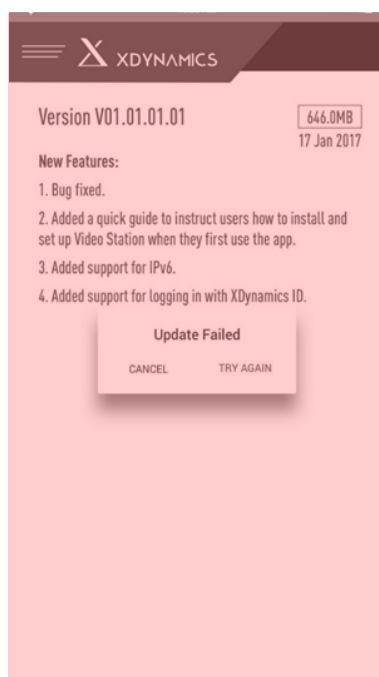 XDYNAMICS
Version V01.01.01.01
646.0MB
17 Jan 2017
New Features:
1. Bug fixed.
2. Added a quick guide to instruct users how to install and
set up Video Station when they first use the app.
3. Added support for IPv6.
4. Added support for logging in with XDynamics ID.
Update Failed
CANCEL TRY AGAIN